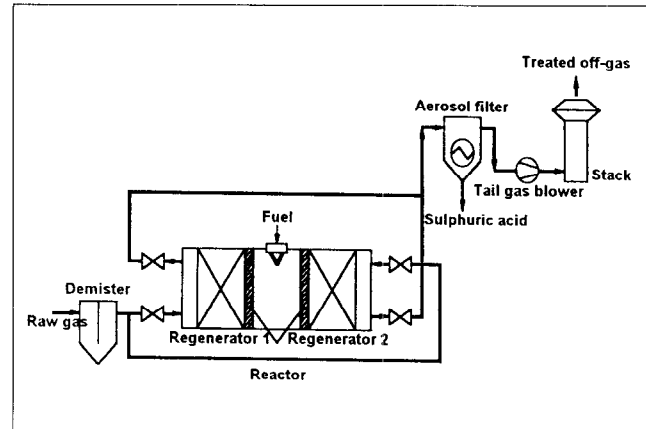 Treated off-gas
Aerosol filter
Stack
Tail gas blower
Sulphuric acid
Fuel
Demister
Raw gas
Regenerator 1 Regenerator 2
Reactor